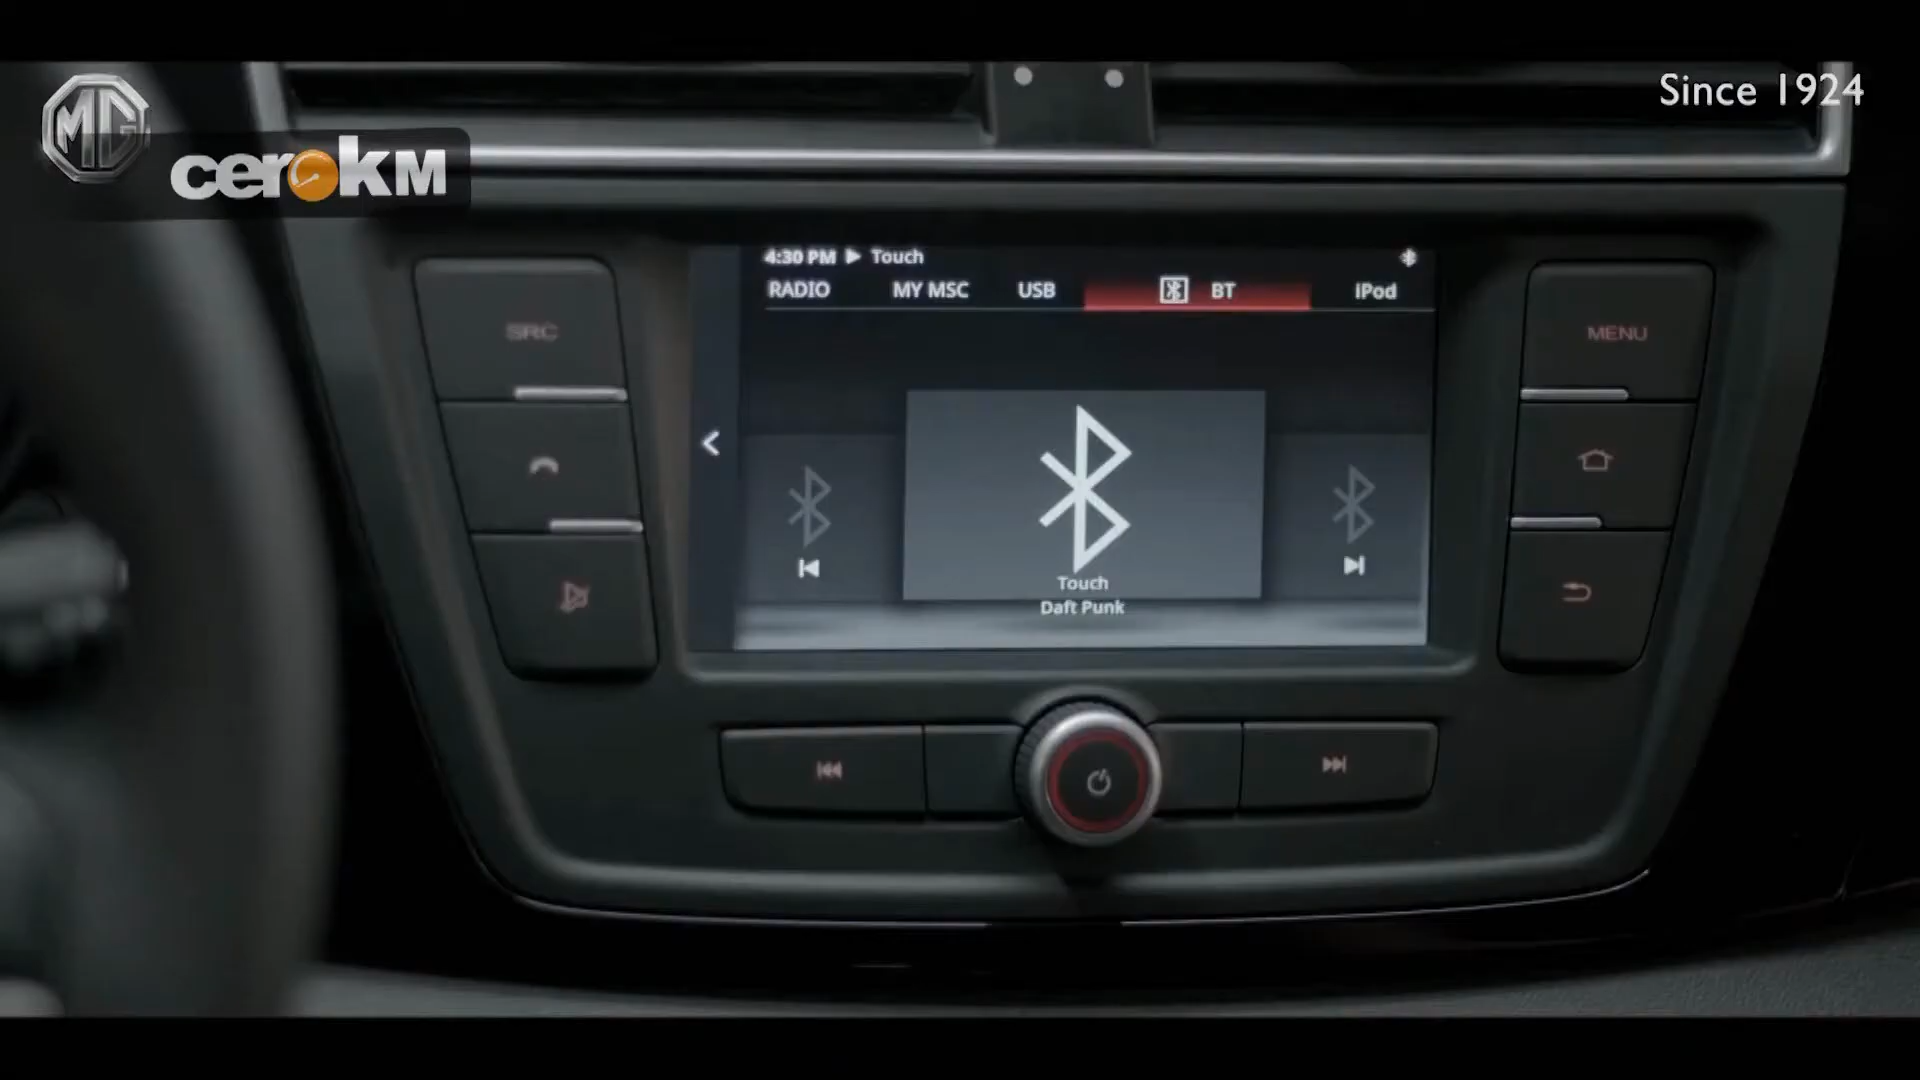 MG
Since 1924
cerokm
4:30 PM Touch
RADIO MY MSC USB BT iPod
SRC
MENU
Touch
Daft Punk